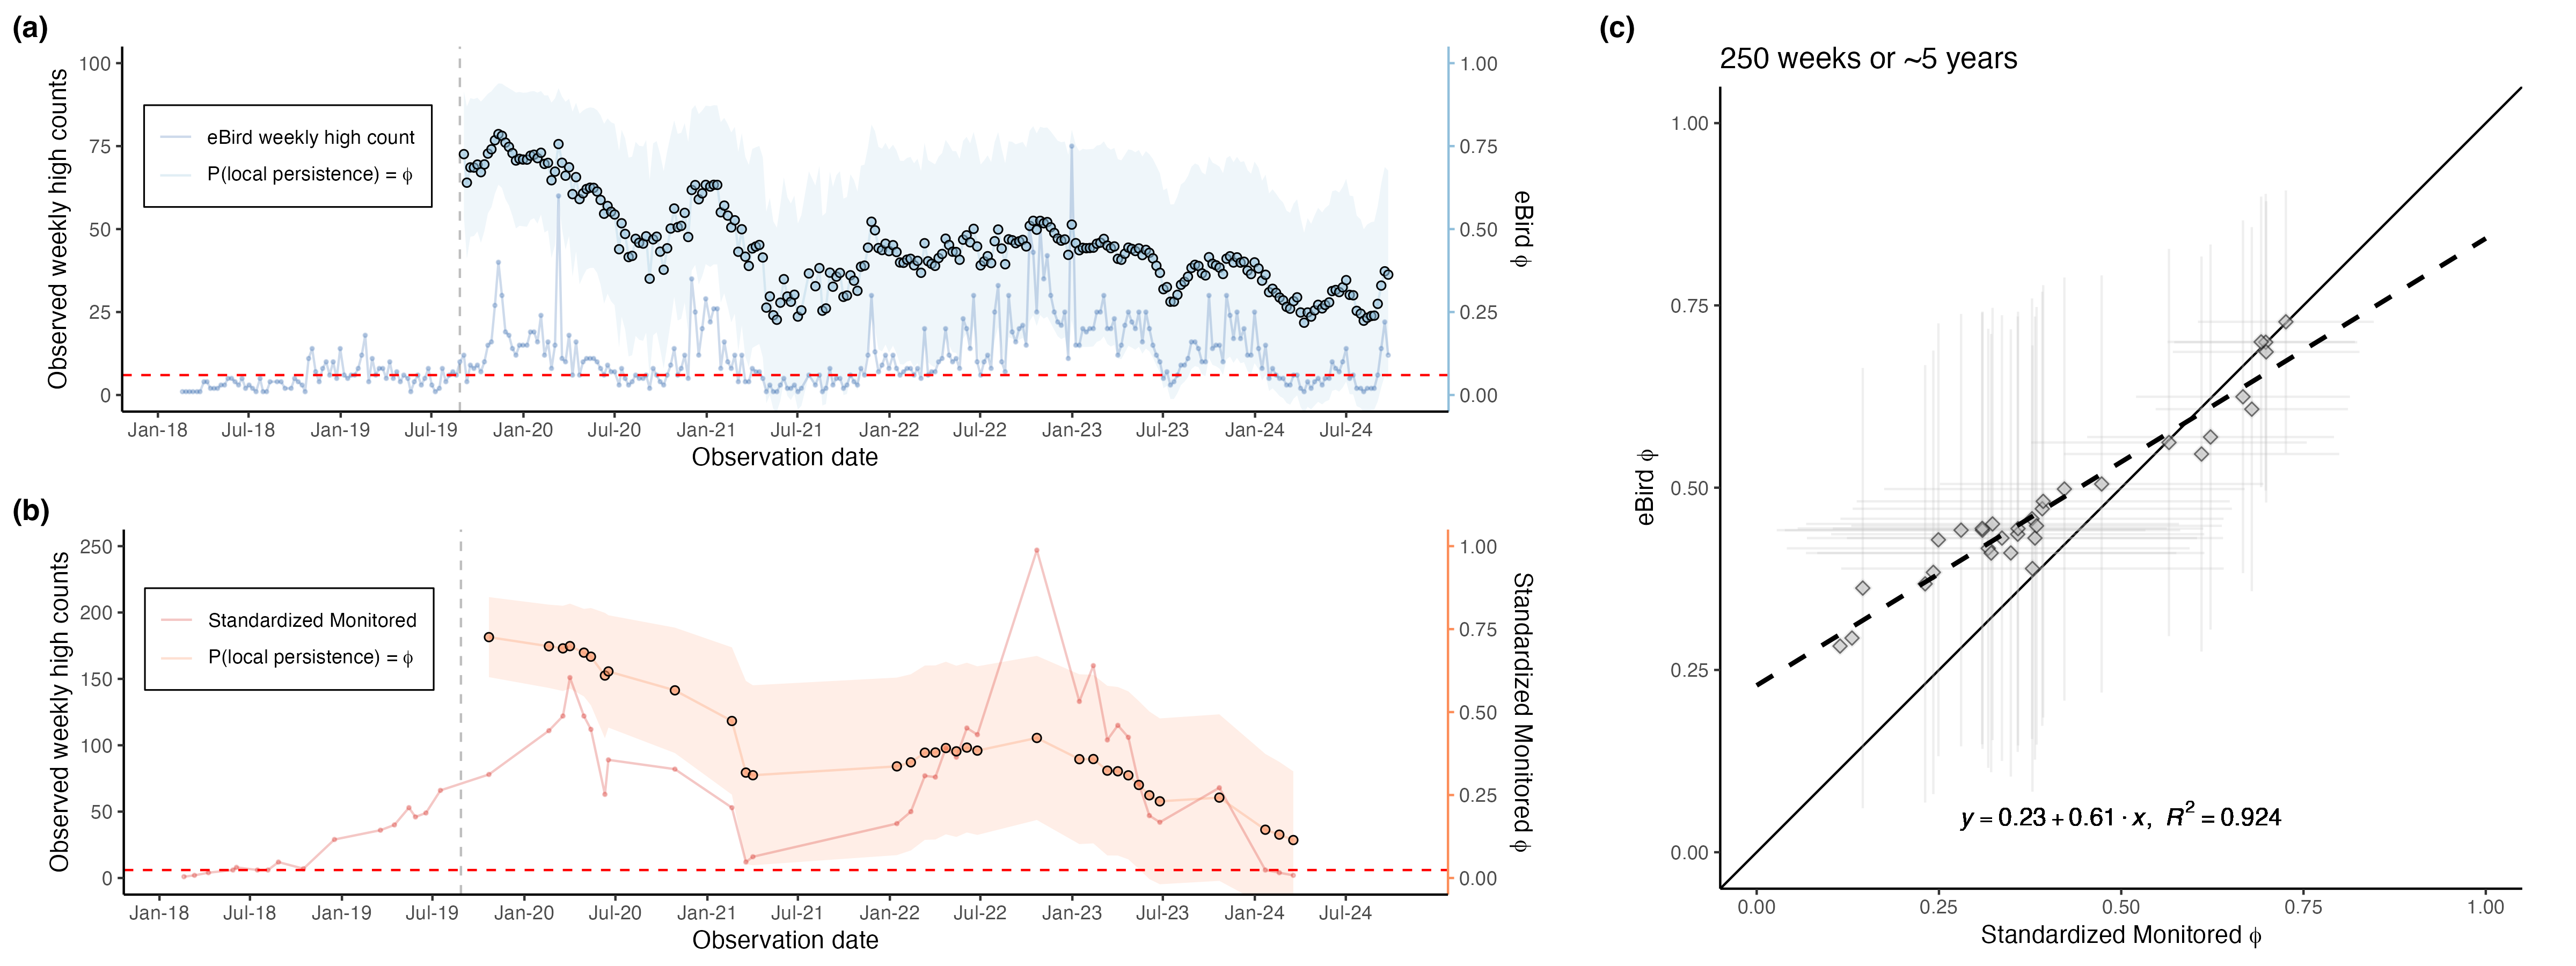 (a)
Observed weekly high counts
100
75
50
25
0
eBird weekly high count
P(local persistence) = ϕ
1.00
0.75
0.50
0.25
0.00
eBird ϕ
Jan-18 Jul-18 Jan-19 Jul-19 Jan-20 Jul-20 Jan-21 Jul-21 Jan-22 Jul-22 Jan-23 Jul-23 Jan-24 Jul-24
Observation date
(b)
Observed weekly high counts
250
200
150
100
50
0
Standardized Monitored
P(local persistence) = ϕ
1.00
0.75
0.50
0.25
0.00
Standardized Monitored ϕ
Jan-18 Jul-18 Jan-19 Jul-19 Jan-20 Jul-20 Jan-21 Jul-21 Jan-22 Jul-22 Jan-23 Jul-23 Jan-24 Jul-24
Observation date
(c)
250 weeks or ~5 years
eBird ϕ
1.00
0.75
0.50
0.25
0.00
y = 0.23 + 0.61 · x, R² = 0.924
0.00 0.25 0.50 0.75 1.00
Standardized Monitored ϕ